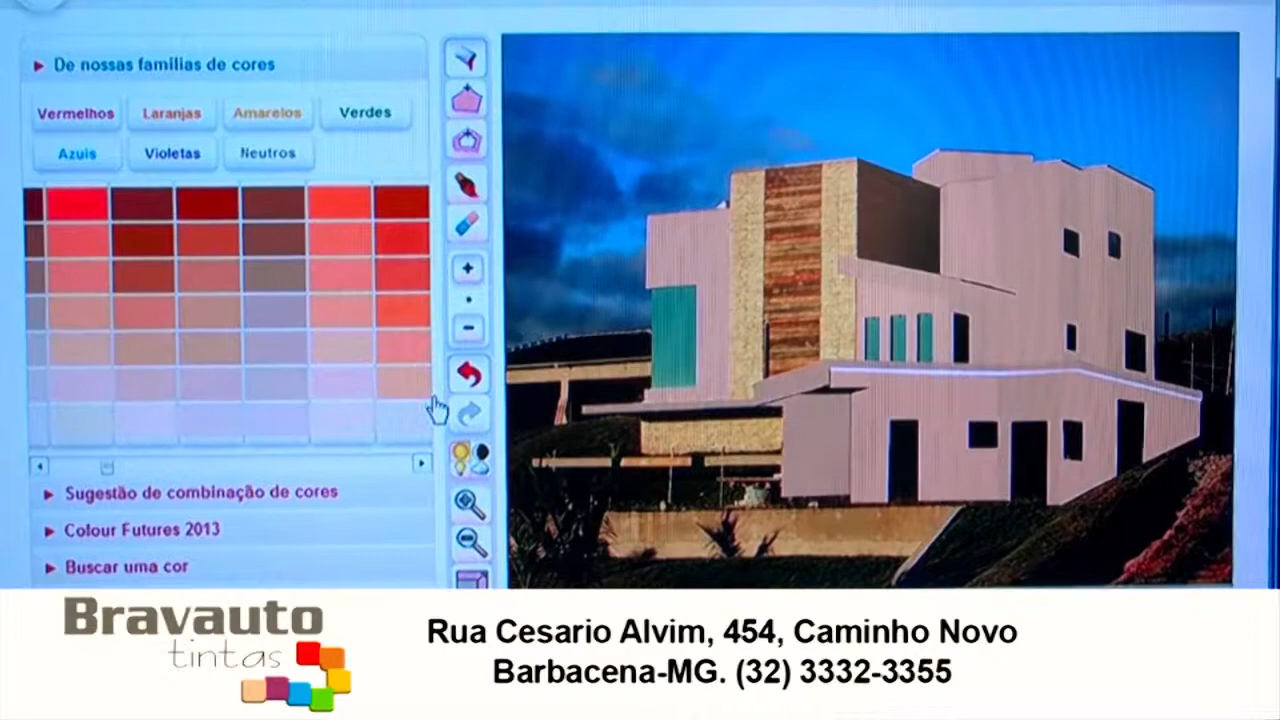 De nossas famílias de cores
Vermelhos Laranjas Amarelos Verdes
Azuis Violetas Neutros
Sugestão de combinação de cores
Colour Futures 2013
Buscar uma cor
Bravauto
tintas
Rua Cesario Alvim, 454, Caminho Novo
Barbacena-MG. (32) 3332-3355